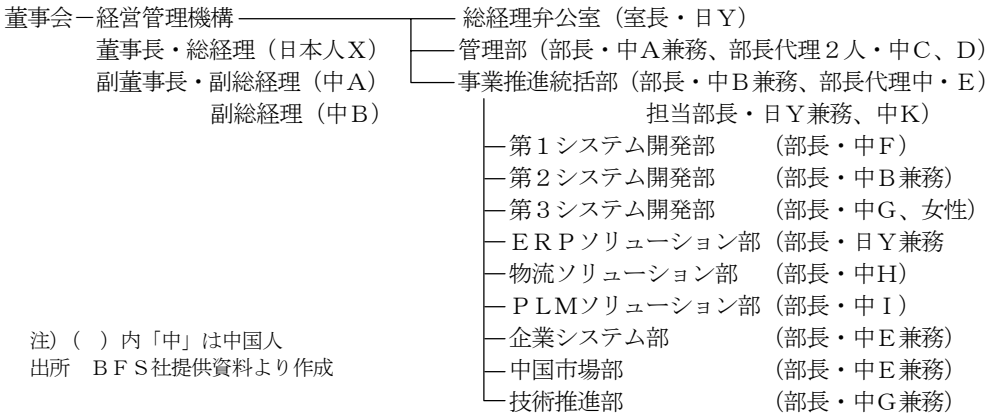 董事会－経営管理機構 総経理弁公室（室長・日Ｙ）
董事長・総経理（日本人Ｘ） 管理部（部長・中Ａ兼務、部長代理２人・中Ｃ、Ｄ）
副董事長・副総経理（中Ａ） 事業推進統括部（部長・中Ｂ兼務、部長代理中・Ｅ）
副総経理（中Ｂ） 担当部長・日Ｙ兼務、中Ｋ）
第１システム開発部 （部長・中Ｆ）
第２システム開発部 （部長・中Ｂ兼務）
第３システム開発部 （部長・中Ｇ、女性）
ＥＲＰソリューション部（部長・日Ｙ兼務
物流ソリューション部 （部長・中Ｈ）
ＰＬＭソリューション部（部長・中Ｉ）
注）（　）内「中」は中国人 企業システム部 （部長・中Ｅ兼務）
出所　ＢＦＳ社提供資料より作成 中国市場部 （部長・中Ｅ兼務）
技術推進部 （部長・中Ｇ兼務）